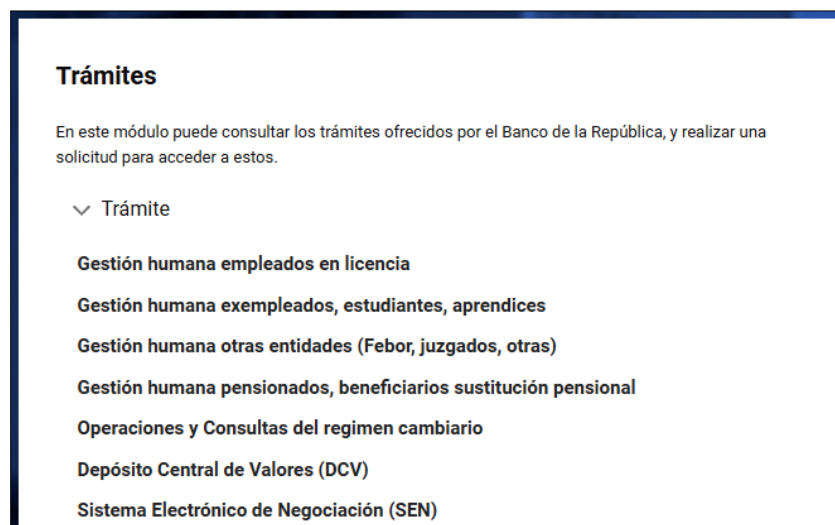 Trámites
En este módulo puede consultar los trámites ofrecidos por el Banco de la República, y realizar una
solicitud para acceder a estos.
Trámite
Gestión humana empleados en licencia
Gestión humana exempleados, estudiantes, aprendices
Gestión humana otras entidades (Febor, juzgados, otras)
Gestión humana pensionados, beneficiarios sustitución pensional
Operaciones y Consultas del regimen cambiario
Depósito Central de Valores (DCV)
Sistema Electrónico de Negociación (SEN)